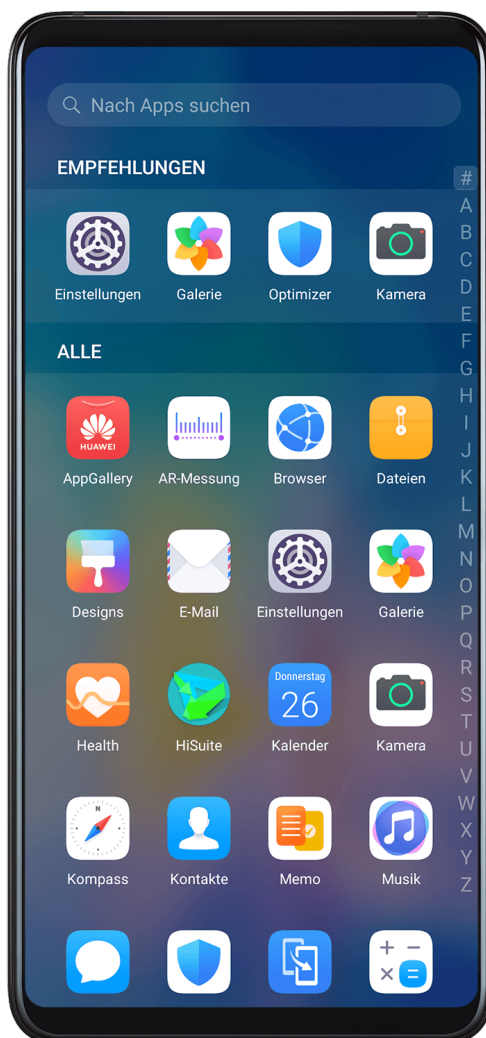 Nach Apps suchen
EMPFEHLUNGEN
Einstellungen Galerie Optimizer Kamera
ALLE
HUAWEI
AppGallery AR-Messung Browser Dateien
Designs E-Mail Einstellungen Galerie
Donnerstag
26
Health HiSuite Kalender Kamera
N
Kompass Kontakte Memo Musik
#
A
B
C
D
E
F
G
H
I
J
K
L
M
N
O
P
Q
R
S
T
U
V
W
X
Y
Z